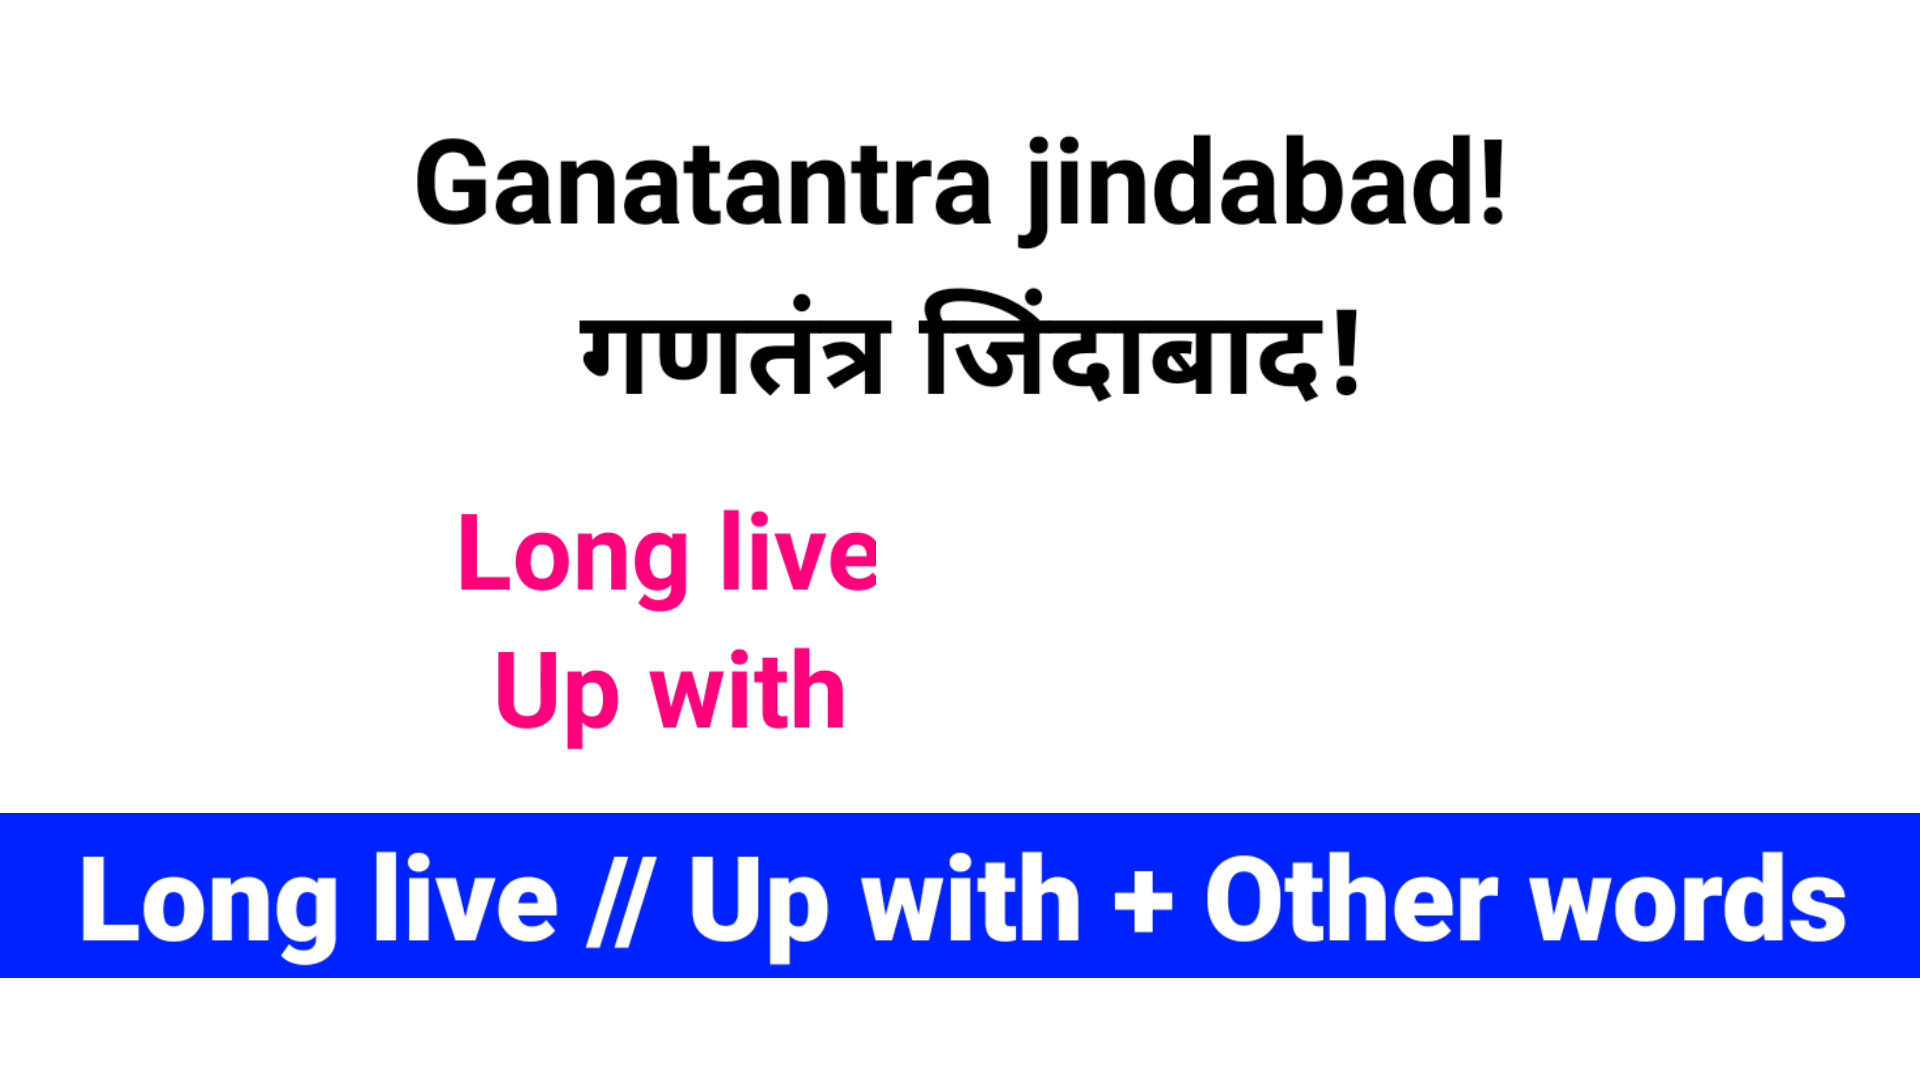 Ganatantra jindabad!
गणतंत्र जिंदाबाद!
Long live
Up with
Long live // Up with + Other words